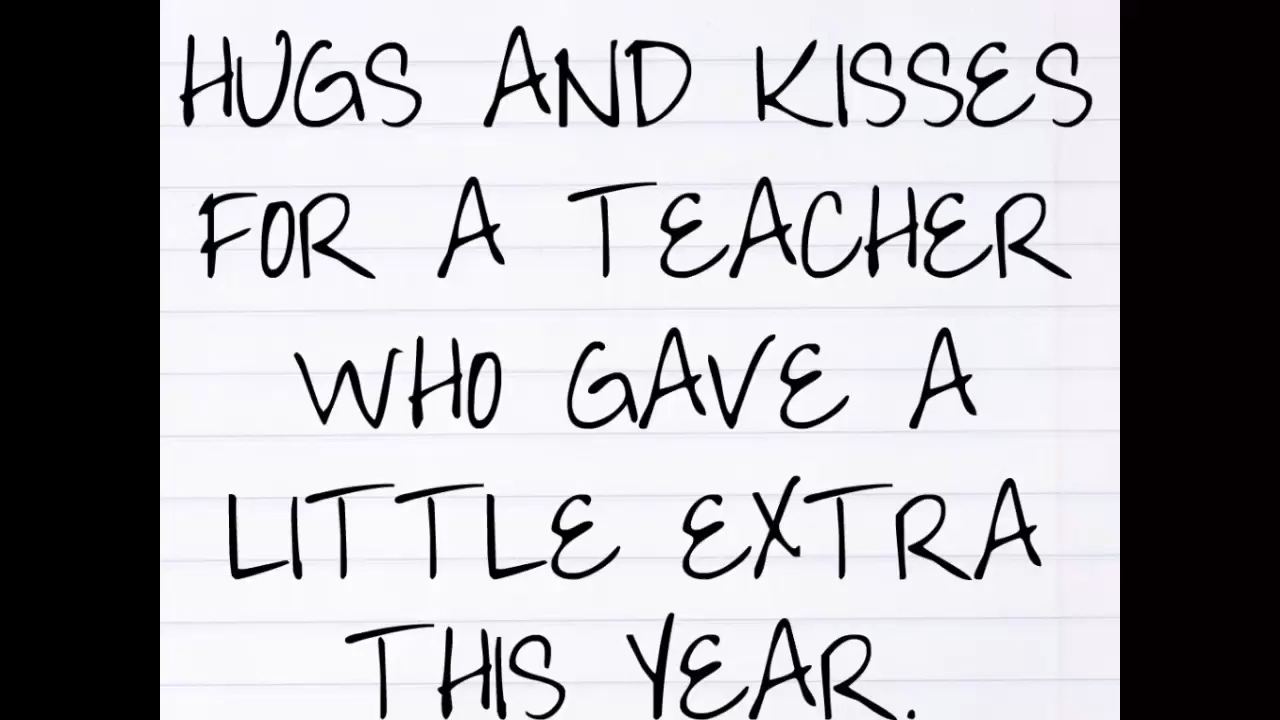 HUGS AND KISSES
FOR A TEACHER
WHO GAVE A
LITTLE EXTRA
THIS YEAR.